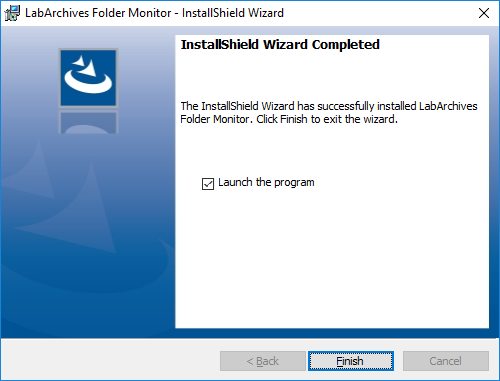 LabArchives Folder Monitor - InstallShield Wizard
InstallShield Wizard Completed
The InstallShield Wizard has successfully installed LabArchives
Folder Monitor. Click Finish to exit the wizard.
Launch the program
< Back
Finish
Cancel